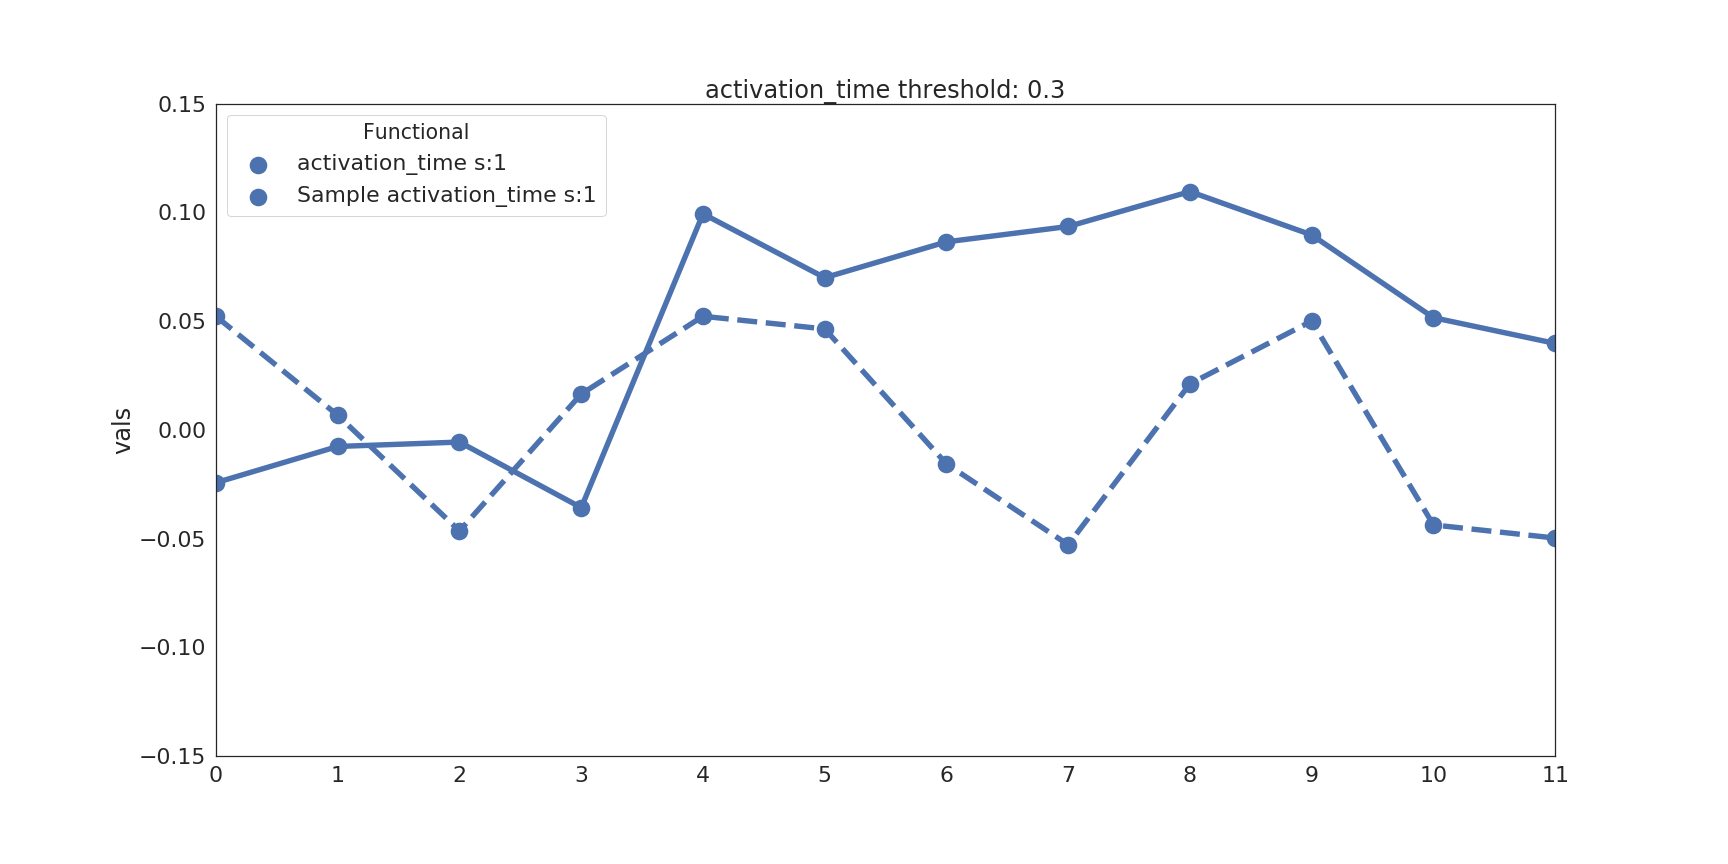 activation_time threshold: 0.3
Functional
activation_time s:1
Sample activation_time s:1
vals
0.15
0.10
0.05
0.00
−0.05
−0.10
−0.15
0 1 2 3 4 5 6 7 8 9 10 11